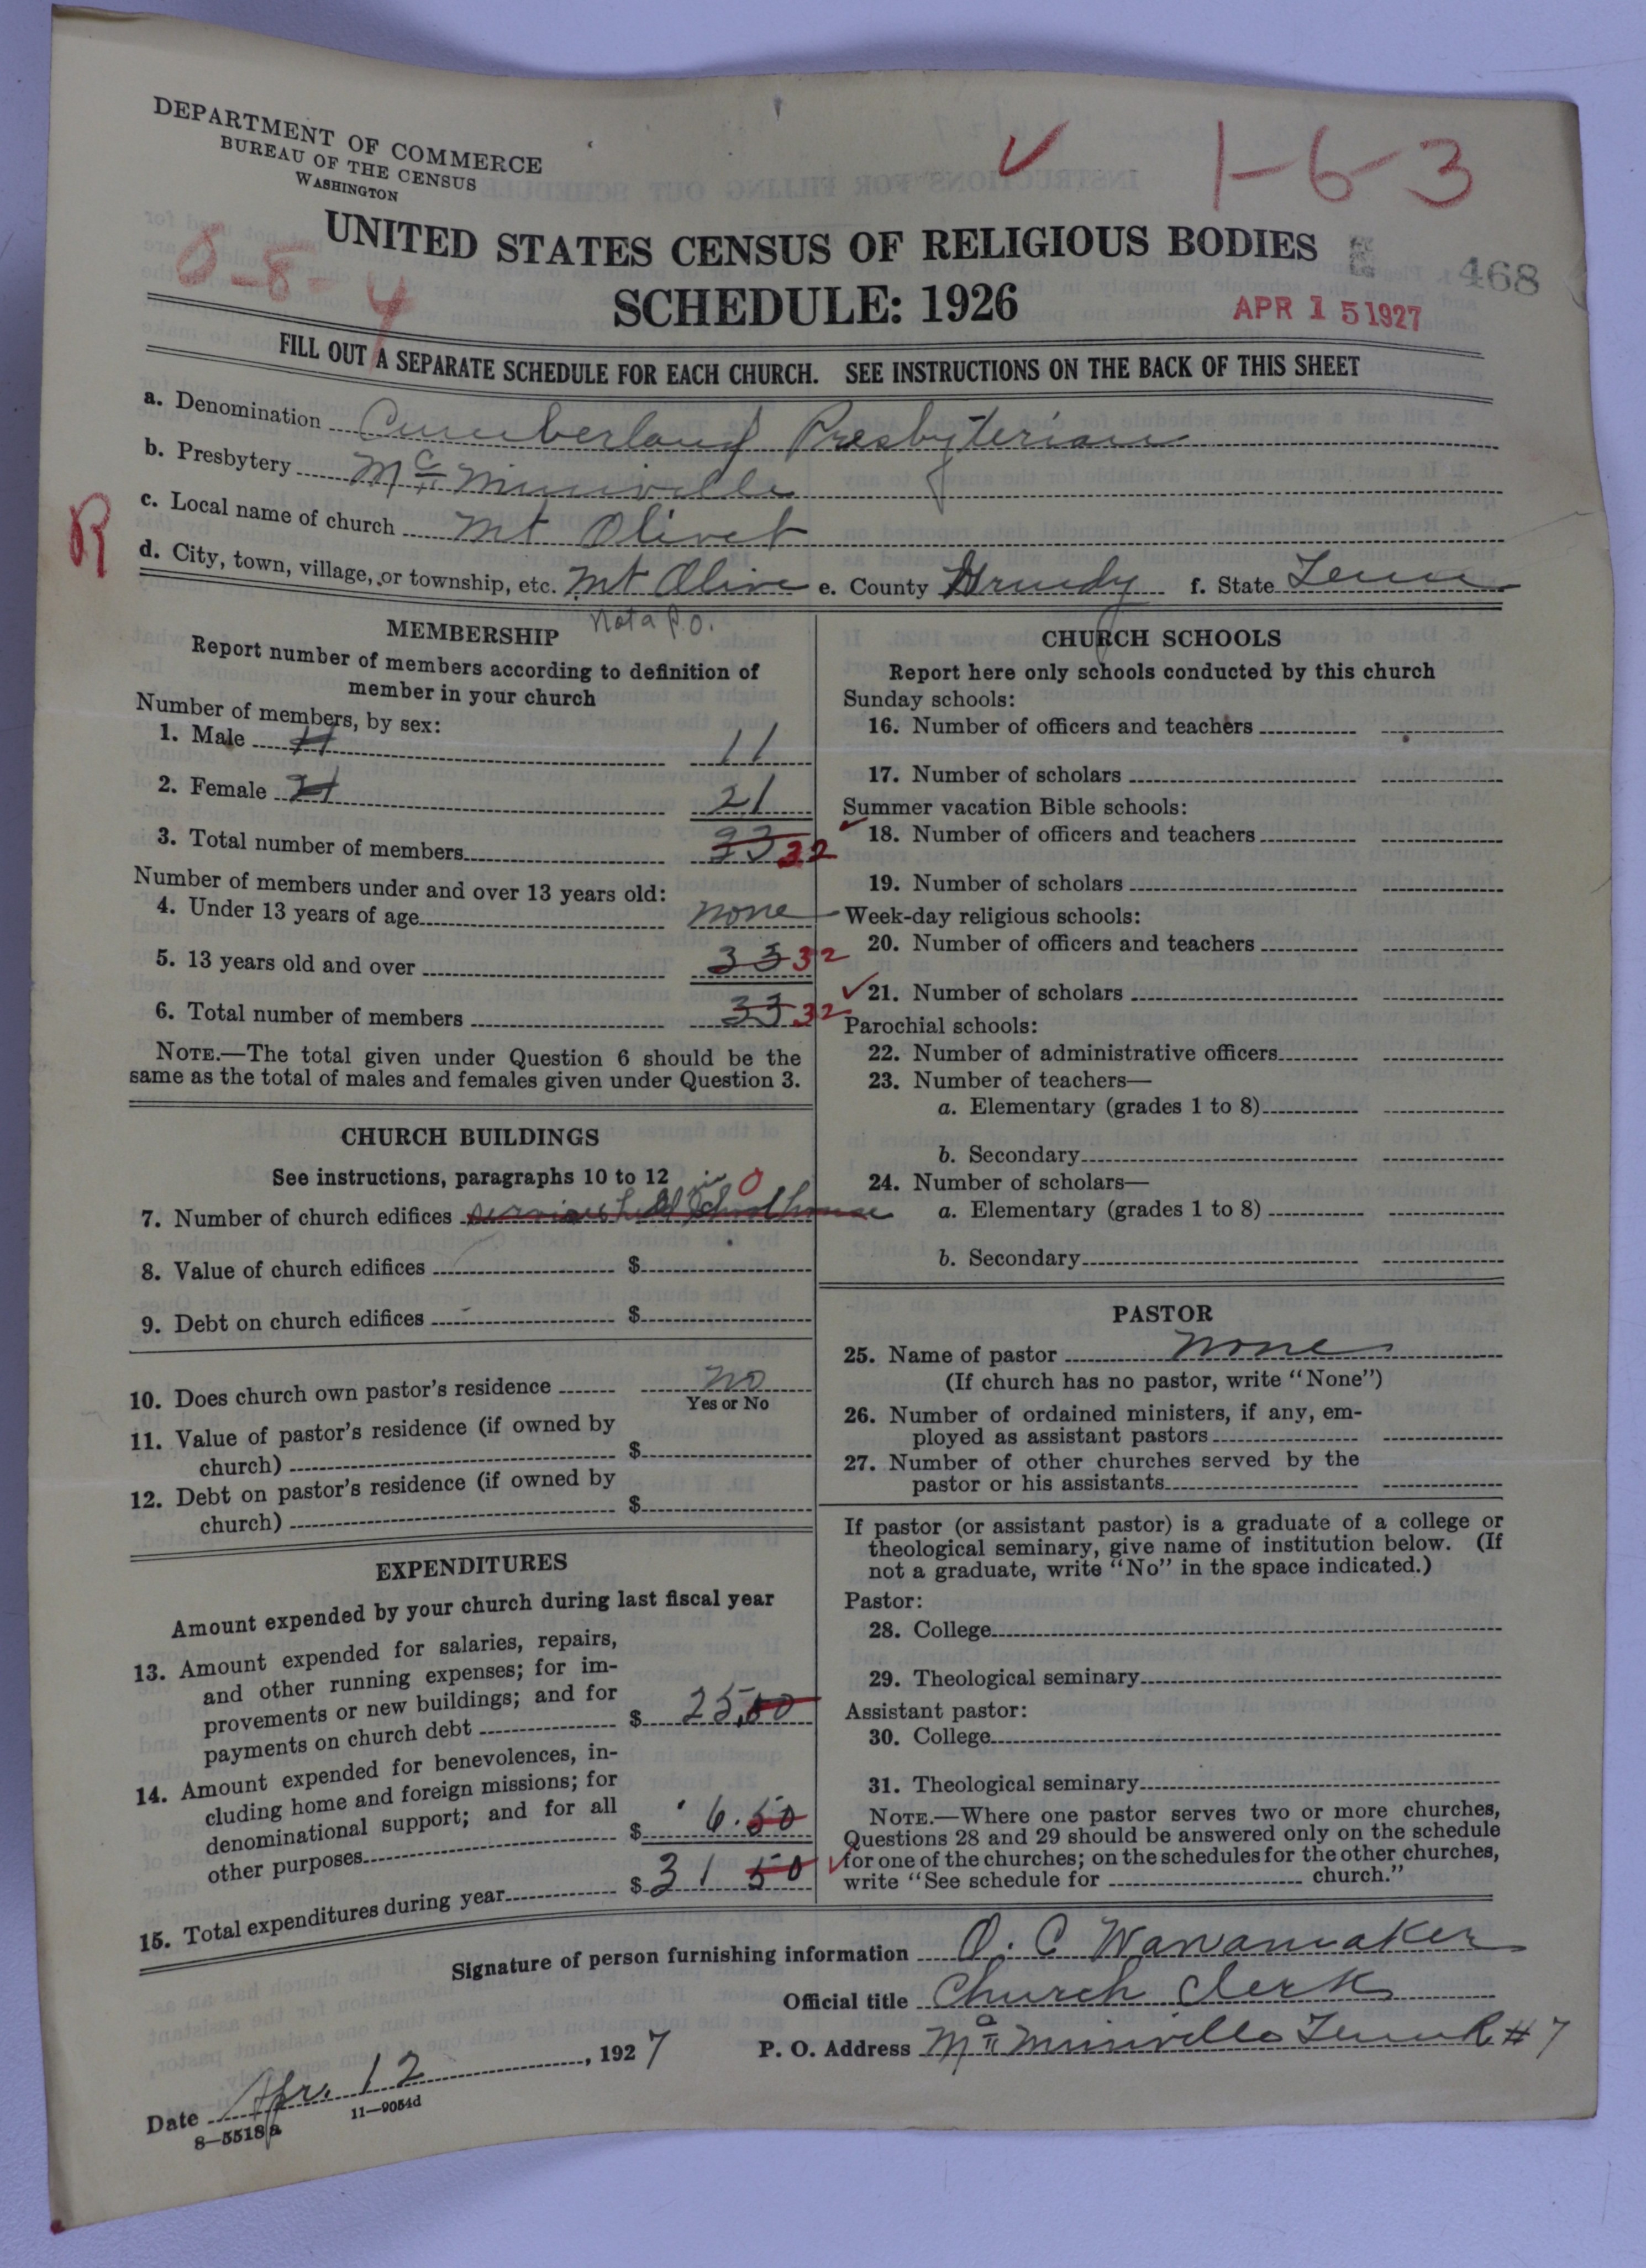 DEPARTMENT OF COMMERCE
BUREAU OF THE CENSUS
WASHINGTON
1-6-3
UNITED STATES CENSUS OF RELIGIOUS BODIES
468
SCHEDULE: 1926
APR 15 1927
FILL OUT A SEPARATE SCHEDULE FOR EACH CHURCH. SEE INSTRUCTIONS ON THE BACK OF THIS SHEET
a. Denomination Cumberland Presbyterian
b. Presbytery McMinnville
R
c. Local name of church Mt Olivet
d. City, town, village, or township, etc. Mt Olive e. County Grundy f. State Tenn
Not a P.O.
MEMBERSHIP
Report number of members according to definition of
member in your church
Number of members, by sex:
1. Male 11 11
2. Female 21 21
3. Total number of members 33 32
Number of members under and over 13 years old:
4. Under 13 years of age none
5. 13 years old and over 33 32
6. Total number of members 33 32
NOTE.—The total given under Question 6 should be the
same as the total of males and females given under Question 3.
CHURCH BUILDINGS
See instructions, paragraphs 10 to 12
7. Number of church edifices services held in School house 0
8. Value of church edifices $
9. Debt on church edifices $
10. Does church own pastor's residence no
Yes or No
11. Value of pastor's residence (if owned by
church) $
12. Debt on pastor's residence (if owned by
church) $
EXPENDITURES
Amount expended by your church during last fiscal year
13. Amount expended for salaries, repairs,
and other running expenses; for im-
provements or new buildings; and for
payments on church debt $ 25.00
14. Amount expended for benevolences, in-
cluding home and foreign missions; for
denominational support; and for all
other purposes $ 6.50
15. Total expenditures during year $ 31 50
CHURCH SCHOOLS
Report here only schools conducted by this church
Sunday schools:
16. Number of officers and teachers
17. Number of scholars
Summer vacation Bible schools:
18. Number of officers and teachers
19. Number of scholars
Week-day religious schools:
20. Number of officers and teachers
21. Number of scholars
Parochial schools:
22. Number of administrative officers
23. Number of teachers—
a. Elementary (grades 1 to 8)
b. Secondary
24. Number of scholars—
a. Elementary (grades 1 to 8)
b. Secondary
PASTOR
25. Name of pastor none
(If church has no pastor, write "None")
26. Number of ordained ministers, if any, em-
ployed as assistant pastors
27. Number of other churches served by the
pastor or his assistants
If pastor (or assistant pastor) is a graduate of a college or
theological seminary, give name of institution below. (If
not a graduate, write "No" in the space indicated.)
Pastor:
28. College
29. Theological seminary
Assistant pastor:
30. College
31. Theological seminary
NOTE.—Where one pastor serves two or more churches,
Questions 28 and 29 should be answered only on the schedule
for one of the churches; on the schedules for the other churches,
write "See schedule for church."
Signature of person furnishing information O. C Wanamaker
Official title Church Clerk
P. O. Address McMinnville Tenn R # 7
Date Apr. 12, 1927
8—5518a 11—9054d